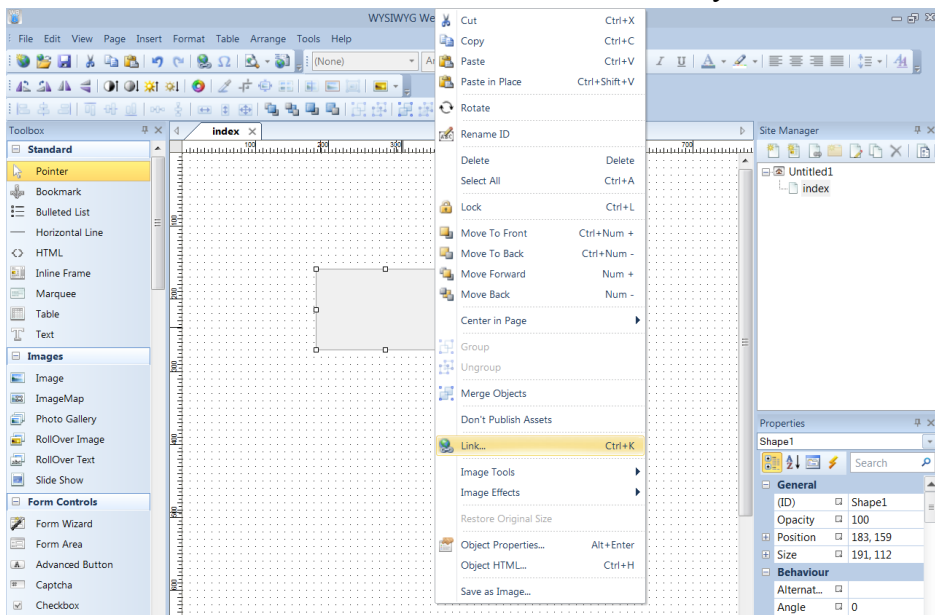 WB
WYSIWYG We
File Edit View Page Insert Format Table Arrange Tools Help
(None)
Toolbox
index
100
200
300
700
Site Manager
Standard
Pointer
Bookmark
Bulleted List
Horizontal Line
HTML
Inline Frame
Marquee
Table
Text
Images
Image
ImageMap
Photo Gallery
RollOver Image
RollOver Text
Slide Show
Form Controls
Form Wizard
Form Area
Advanced Button
Captcha
Checkbox
Cut Ctrl+X
Copy Ctrl+C
Paste Ctrl+V
Paste in Place Ctrl+Shift+V
Rotate
Rename ID
Delete Delete
Select All Ctrl+A
Lock Ctrl+L
Move To Front Ctrl+Num +
Move To Back Ctrl+Num -
Move Forward Num +
Move Back Num -
Center in Page
Group
Ungroup
Merge Objects
Don't Publish Assets
Link... Ctrl+K
Image Tools
Image Effects
Restore Original Size
Object Properties... Alt+Enter
Object HTML... Ctrl+H
Save as Image...
Untitled1
index
Properties
Shape1
Search
General
(ID) Shape1
Opacity 100
Position 183, 159
Size 191, 112
Behaviour
Alternat...
Angle 0